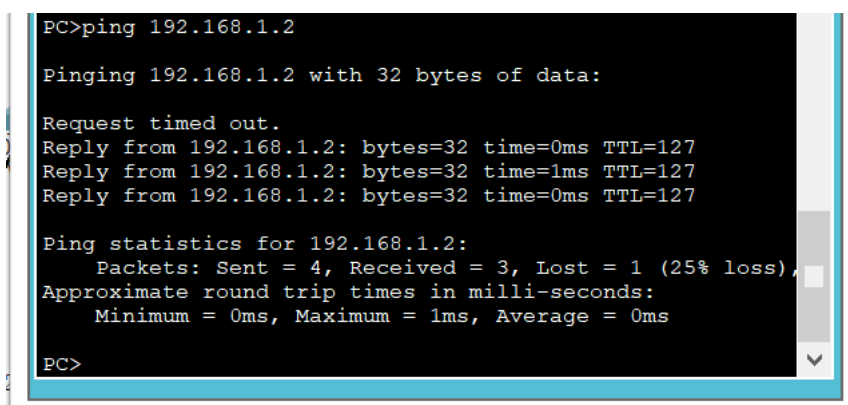 PC>ping 192.168.1.2
Pinging 192.168.1.2 with 32 bytes of data:
Request timed out.
Reply from 192.168.1.2: bytes=32 time=0ms TTL=127
Reply from 192.168.1.2: bytes=32 time=1ms TTL=127
Reply from 192.168.1.2: bytes=32 time=0ms TTL=127
Ping statistics for 192.168.1.2:
Packets: Sent = 4, Received = 3, Lost = 1 (25% loss),
Approximate round trip times in milli-seconds:
Minimum = 0ms, Maximum = 1ms, Average = 0ms
PC>